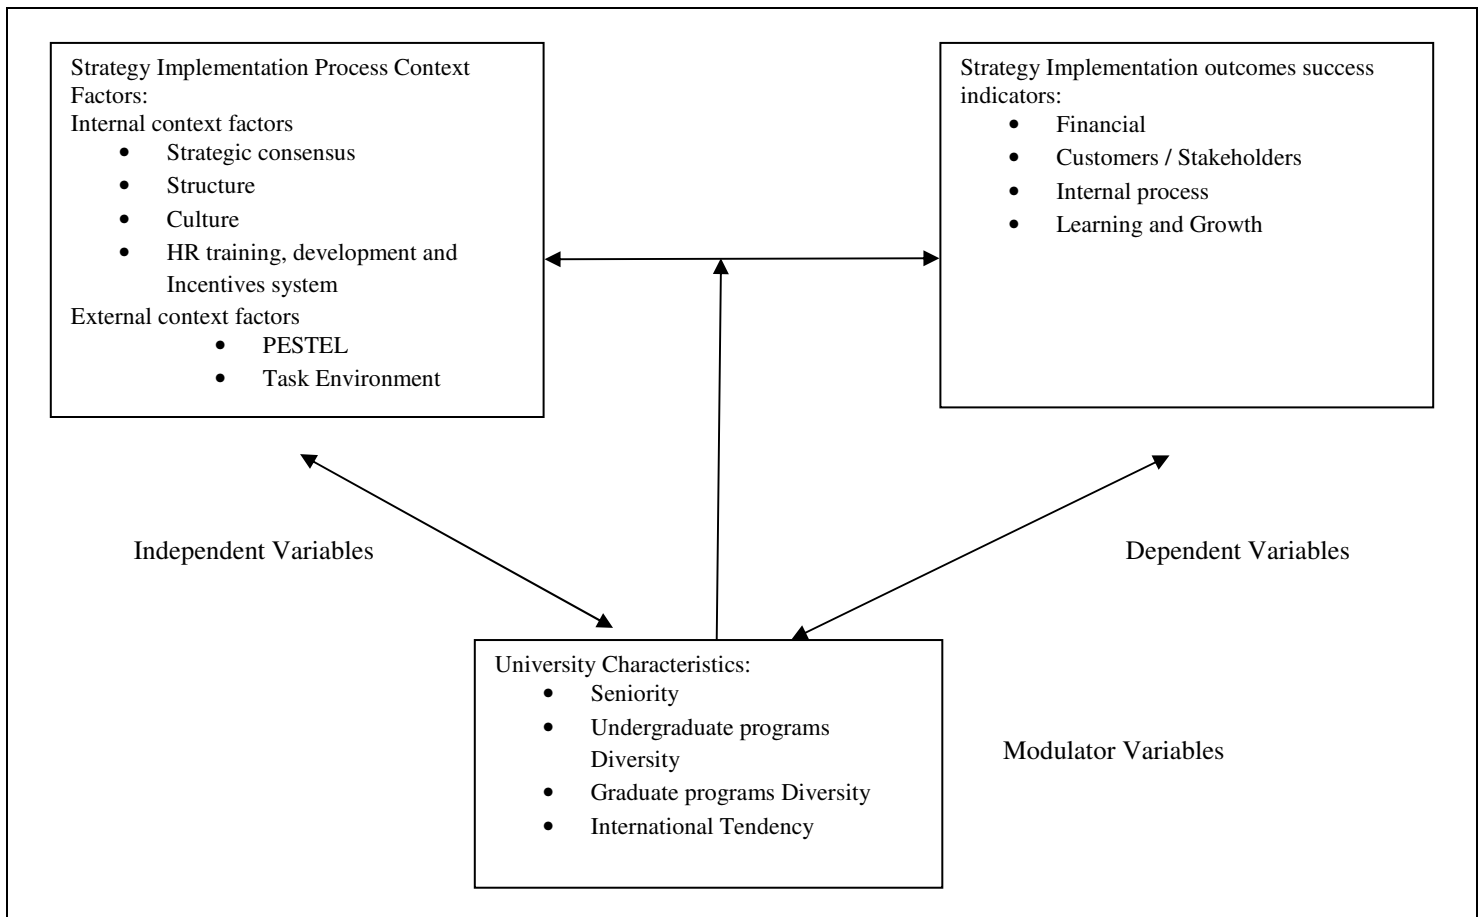 Strategy Implementation Process Context
Factors:
Internal context factors
• Strategic consensus
• Structure
• Culture
• HR training, development and
Incentives system
External context factors
• PESTEL
• Task Environment
Strategy Implementation outcomes success
indicators:
• Financial
• Customers / Stakeholders
• Internal process
• Learning and Growth
Independent Variables
Dependent Variables
University Characteristics:
• Seniority
• Undergraduate programs
Diversity
• Graduate programs Diversity
• International Tendency
Modulator Variables